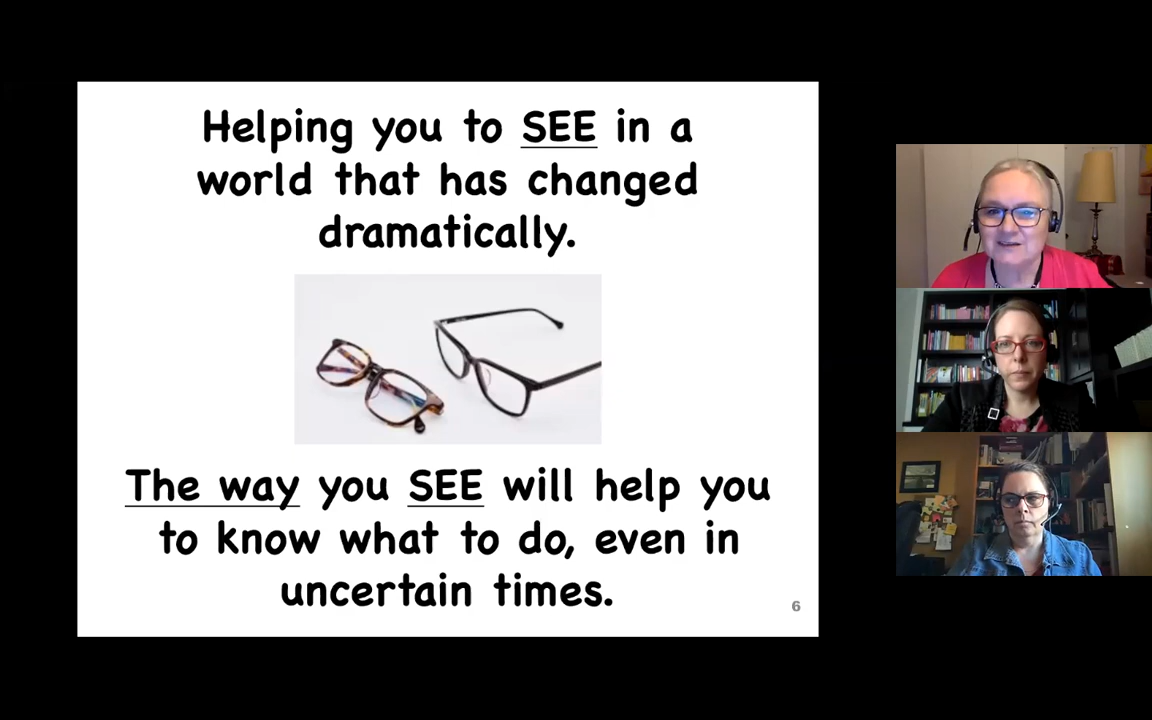 Helping you to SEE in a
world that has changed
dramatically.
The way you SEE will help you
to know what to do, even in
uncertain times.
6